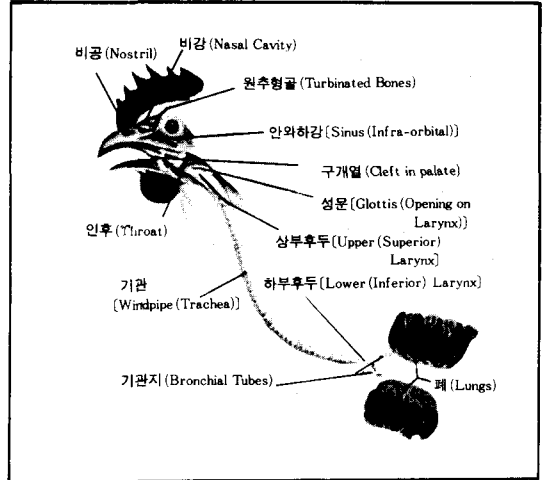 비강(Nasal Cavity)
비공(Nostril)
원추형골(Turbinated Bones)
안와하강[Sinus(Infra-orbital)]
구개열(Cleft in palate)
성문[Glottis(Opening on
Larynx)]
인후(Throat)
상부후두[Upper(Superior)
Larynx]
기관
[Windpipe(Trachea)]
하부후두[Lower(Inferior) Larynx]
기관지(Bronchial Tubes)
폐(Lungs)